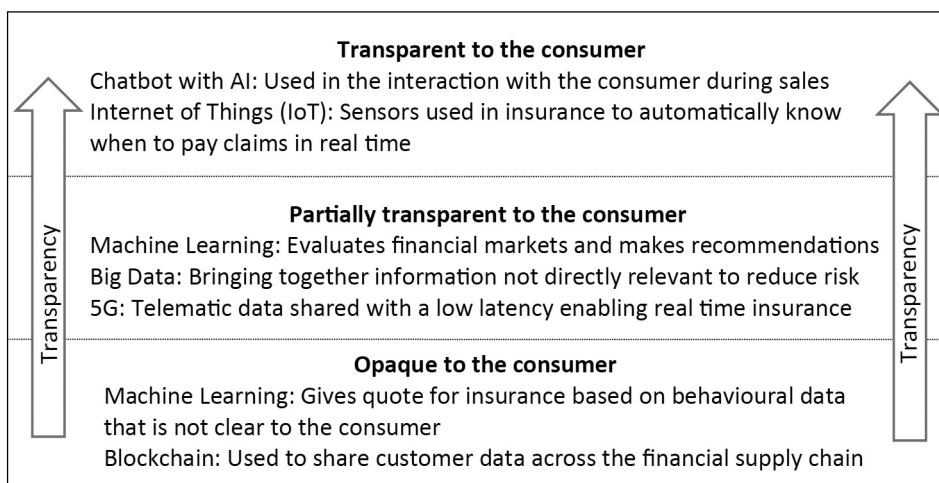 Transparent to the consumer
Chatbot with AI: Used in the interaction with the consumer during sales
Internet of Things (IoT): Sensors used in insurance to automatically know
when to pay claims in real time
Partially transparent to the consumer
Machine Learning: Evaluates financial markets and makes recommendations
Big Data: Bringing together information not directly relevant to reduce risk
5G: Telematic data shared with a low latency enabling real time insurance
Opaque to the consumer
Machine Learning: Gives quote for insurance based on behavioural data
that is not clear to the consumer
Blockchain: Used to share customer data across the financial supply chain
Transparency
Transparency